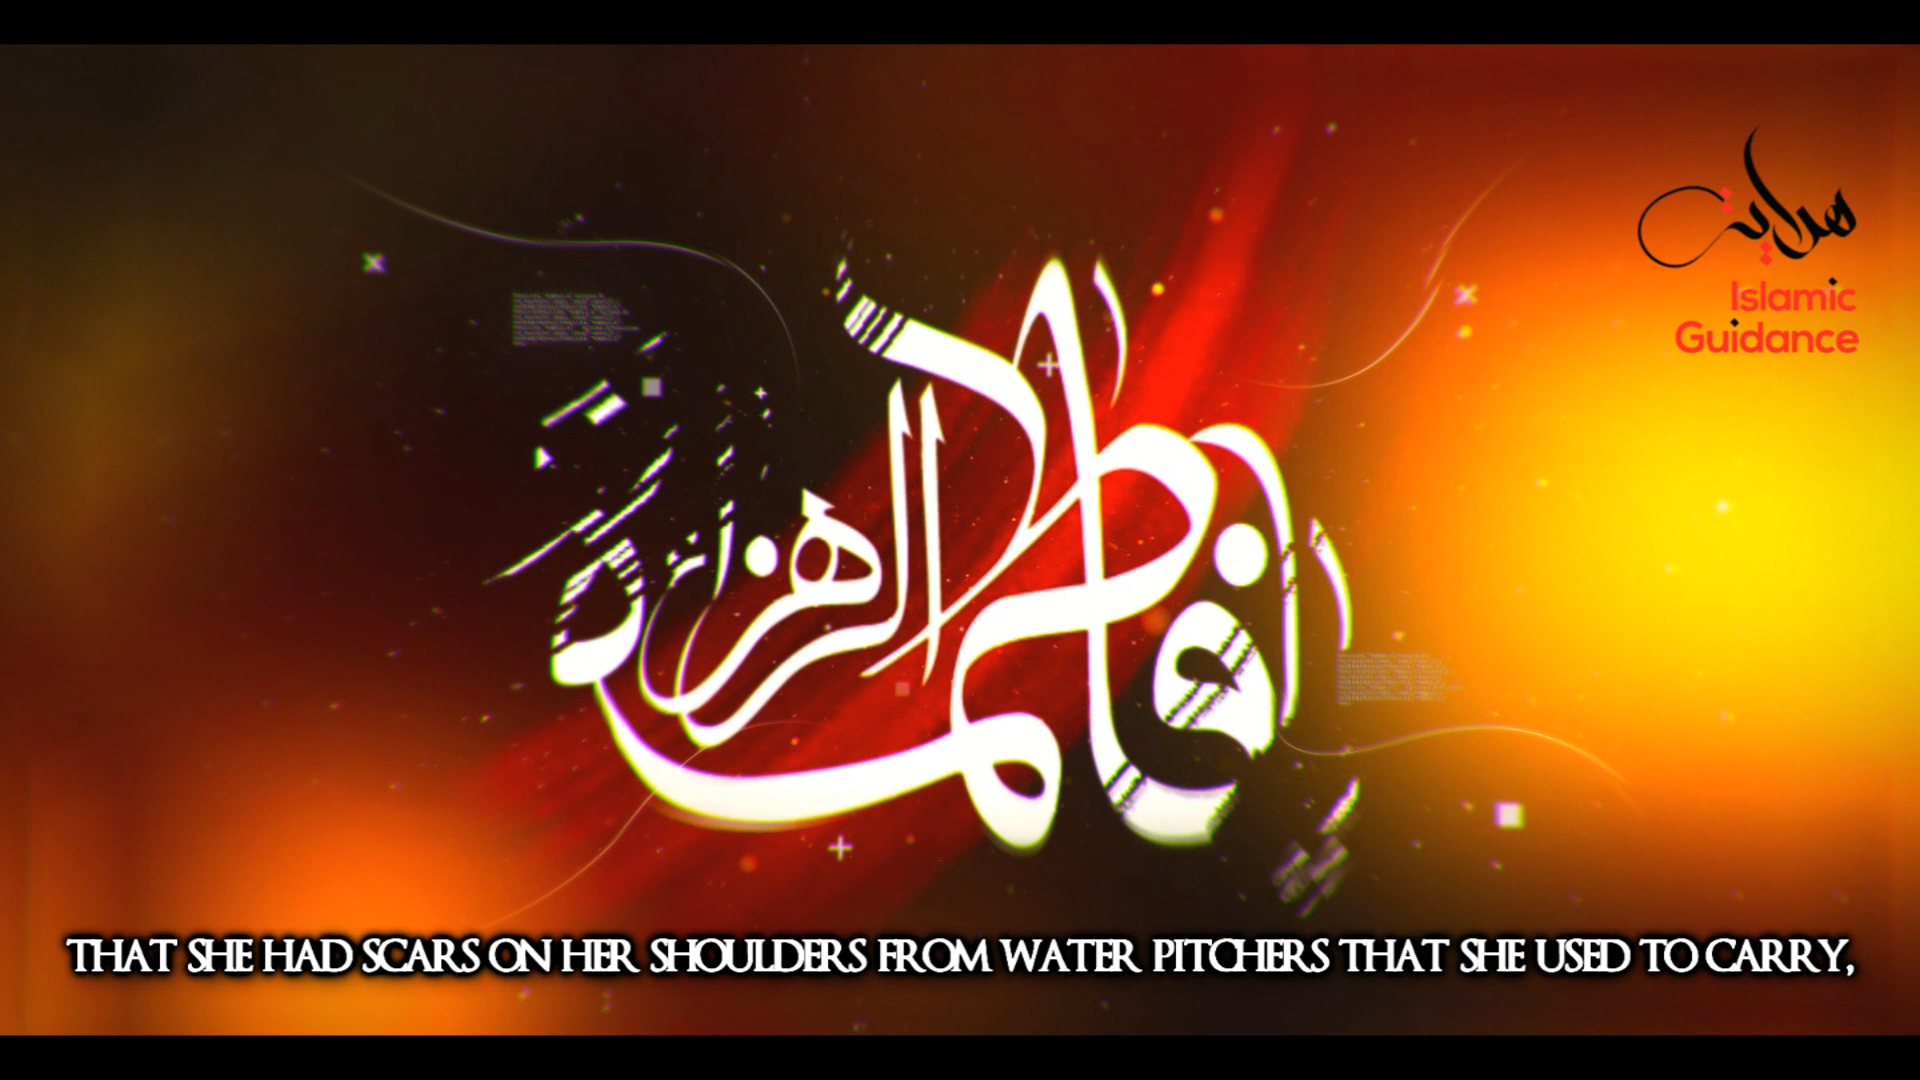 هدایت
Islamic
Guidance
فاطمة الزهراء
THAT SHE HAD SCARS ON HER SHOULDERS FROM WATER PITCHERS THAT SHE USED TO CARRY,